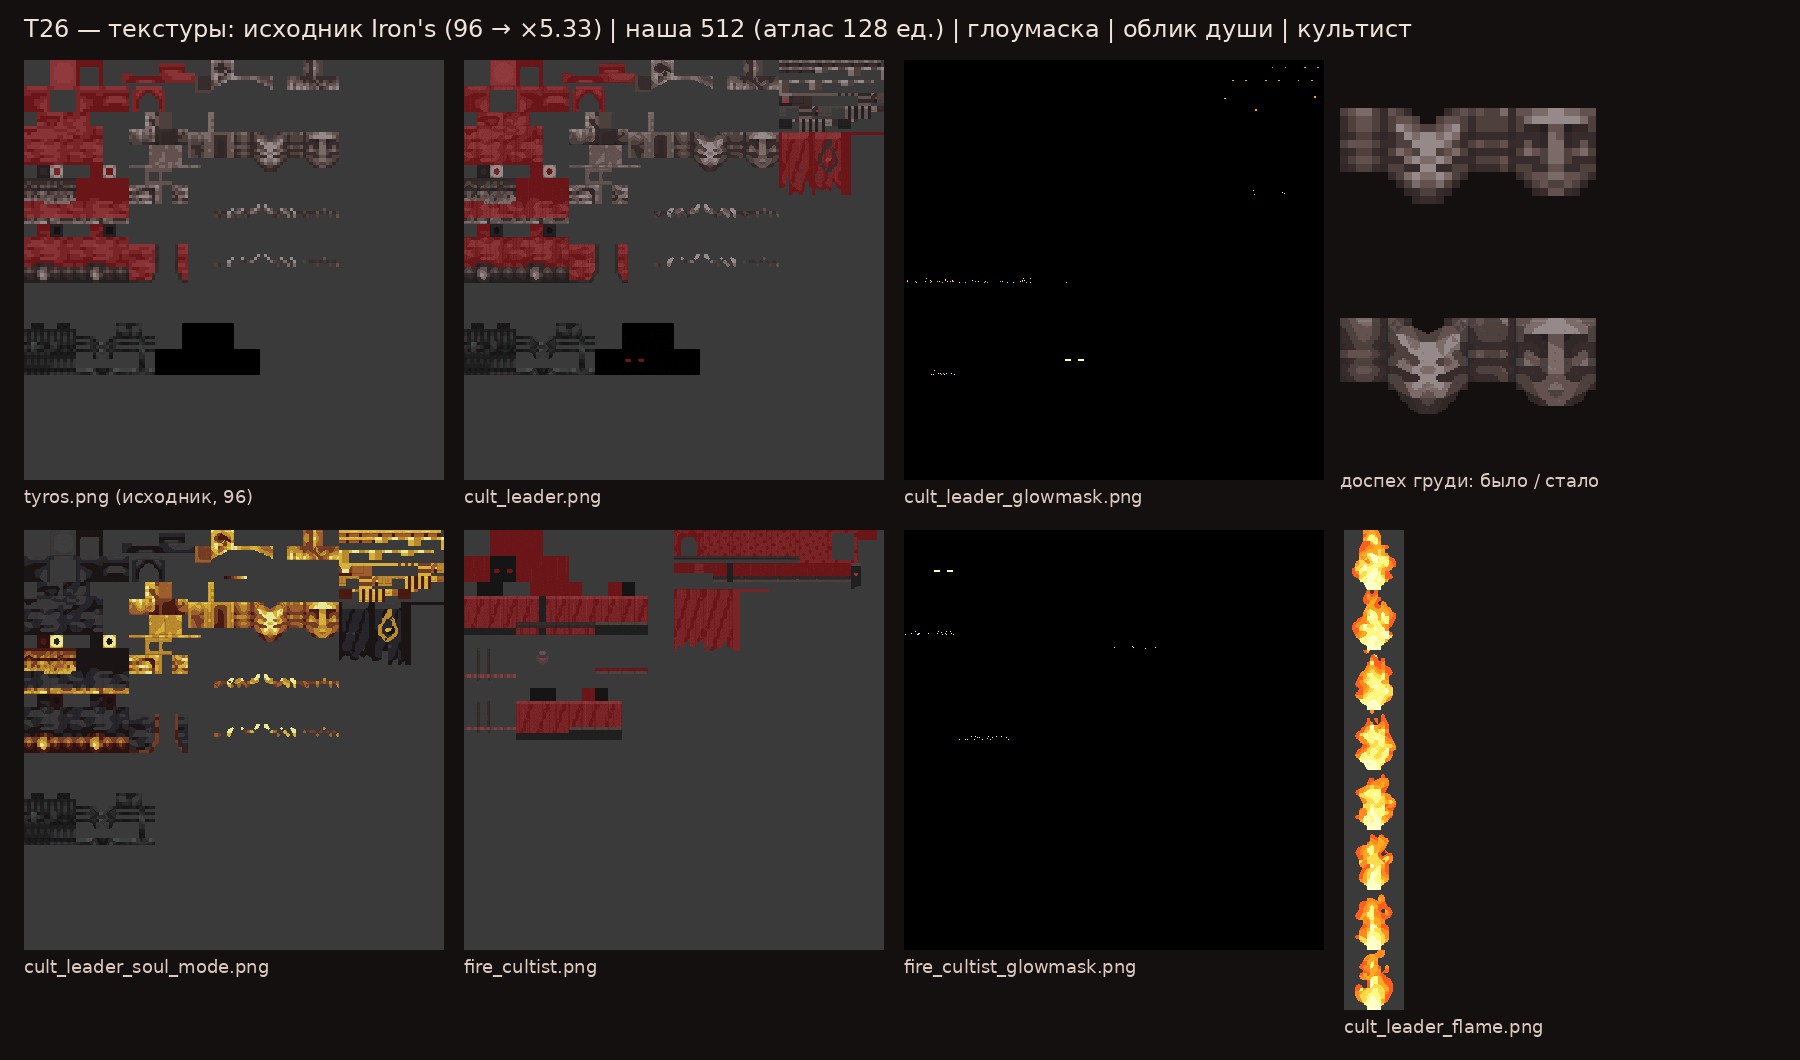 T26 — текстуры: исходник Iron's (96 → ×5.33) | наша 512 (атлас 128 ед.) | глоумаска | облик души | культист
tyros.png (исходник, 96)
cult_leader.png
cult_leader_glowmask.png
доспех груди: было / стало
cult_leader_soul_mode.png
fire_cultist.png
fire_cultist_glowmask.png
cult_leader_flame.png